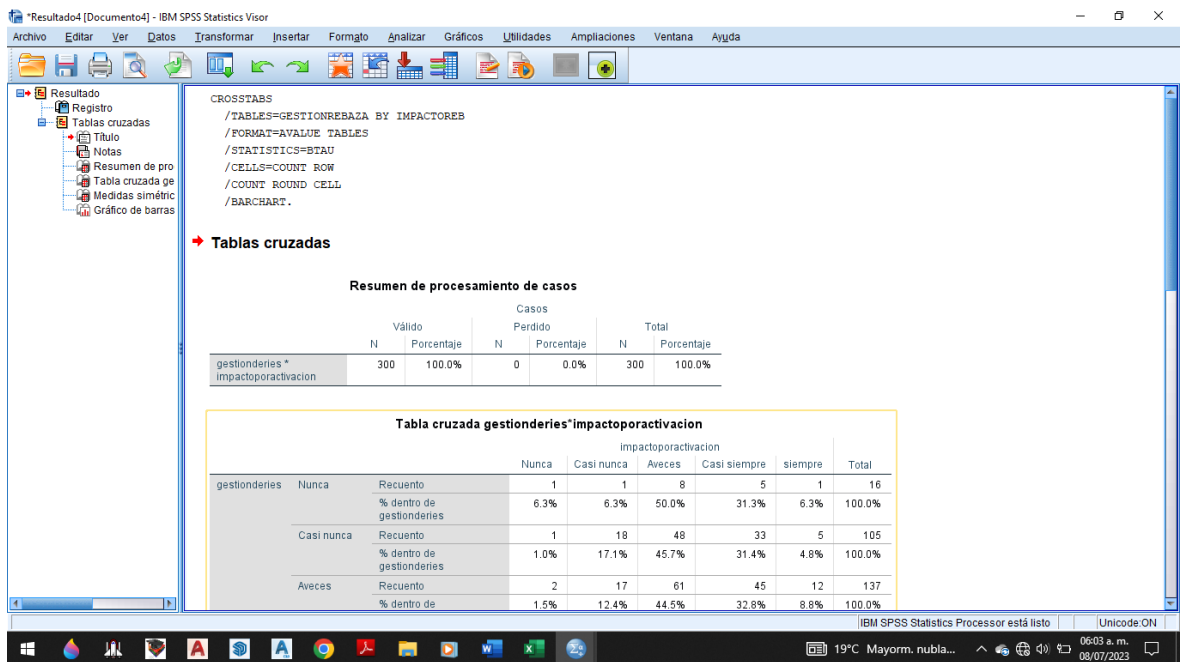 *Resultado4 [Documento4] - IBM SPSS Statistics Visor
Archivo Editar Ver Datos Transformar Insertar Formato Analizar Gráficos Utilidades Ampliaciones Ventana Ayuda
Resultado
Registro
Tablas cruzadas
Título
Notas
Resumen de pro
Tabla cruzada ge
Medidas simétric
Gráfico de barras
CROSSTABS
/TABLES=GESTIONREBAZA BY IMPACTOREB
/FORMAT=AVALUE TABLES
/STATISTICS=BTAU
/CELLS=COUNT ROW
/COUNT ROUND CELL
/BARCHART.
Tablas cruzadas
Resumen de procesamiento de casos
Casos
Válido Perdido Total
N Porcentaje N Porcentaje N Porcentaje
gestionderies * 300 100.0% 0 0.0% 300 100.0%
impactoporactivacion
Tabla cruzada gestionderies*impactoporactivacion
impactoporactivacion
Nunca Casi nunca Aveces Casi siempre siempre Total
gestionderies Nunca Recuento 1 1 8 5 1 16
% dentro de 6.3% 6.3% 50.0% 31.3% 6.3% 100.0%
gestionderies
Casi nunca Recuento 1 18 48 33 5 105
% dentro de 1.0% 17.1% 45.7% 31.4% 4.8% 100.0%
gestionderies
Aveces Recuento 2 17 61 45 12 137
% dentro de 1.5% 12.4% 44.5% 32.8% 8.8% 100.0%
IBM SPSS Statistics Processor está listo Unicode:ON
19°C Mayorm. nubla... 06:03 a. m.
08/07/2023